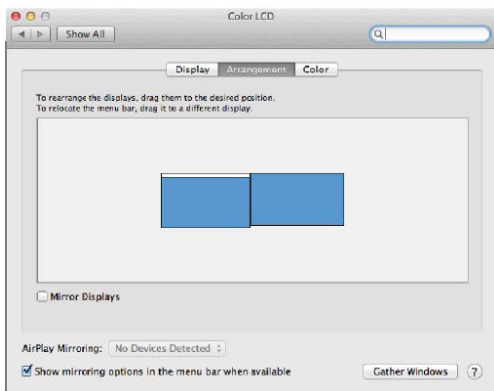 Color LCD
Show All
Display Arrangement Color
To rearrange the displays, drag them to the desired position.
To relocate the menu bar, drag it to a different display.
Mirror Displays
AirPlay Mirroring: No Devices Detected
Show mirroring options in the menu bar when available
Gather Windows ?